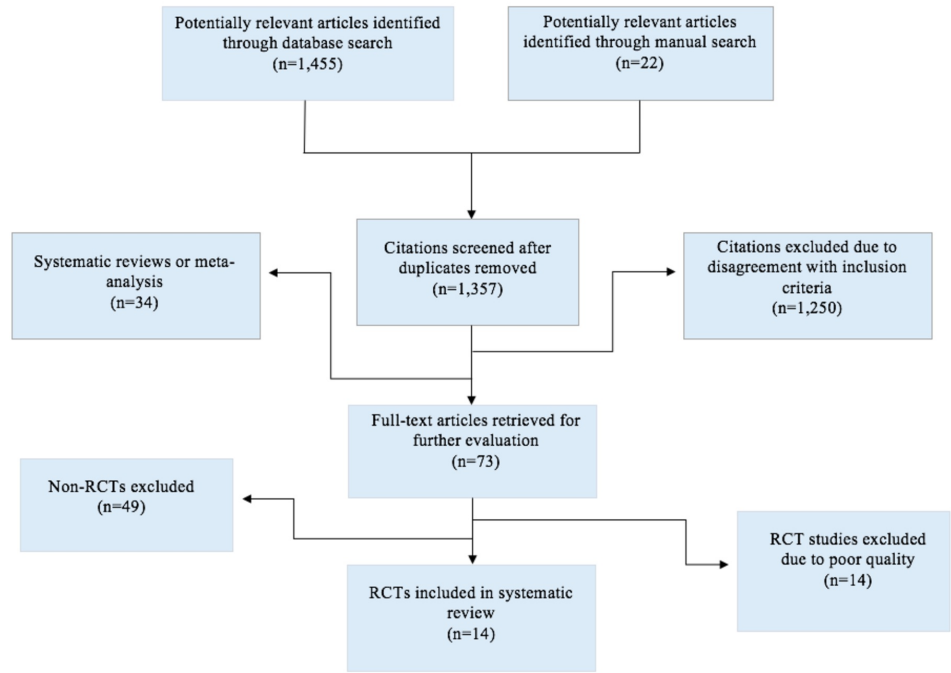 Potentially relevant articles identified
through database search
(n=1,455)
Potentially relevant articles
identified through manual search
(n=22)
Citations screened after
duplicates removed
(n=1,357)
Systematic reviews or meta-
analysis
(n=34)
Citations excluded due to
disagreement with inclusion
criteria
(n=1,250)
Full-text articles retrieved for
further evaluation
(n=73)
Non-RCTs excluded
(n=49)
RCT studies excluded
due to poor quality
(n=14)
RCTs included in systematic
review
(n=14)